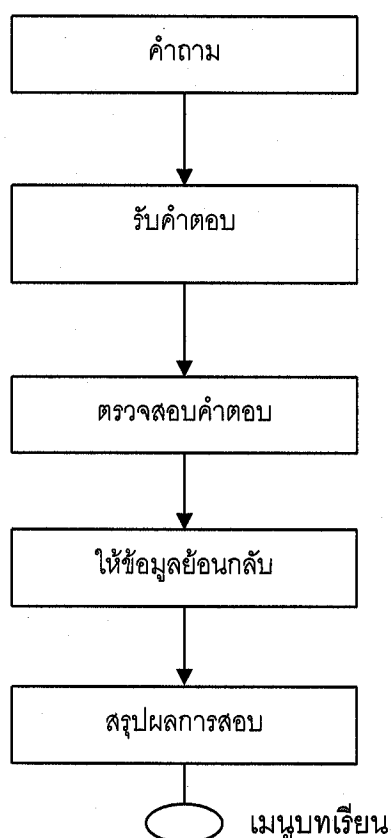 คำถาม
รับคำตอบ
ตรวจสอบคำตอบ
ให้ข้อมูลย้อนกลับ
สรุปผลการสอบ
เมนูบทเรียน